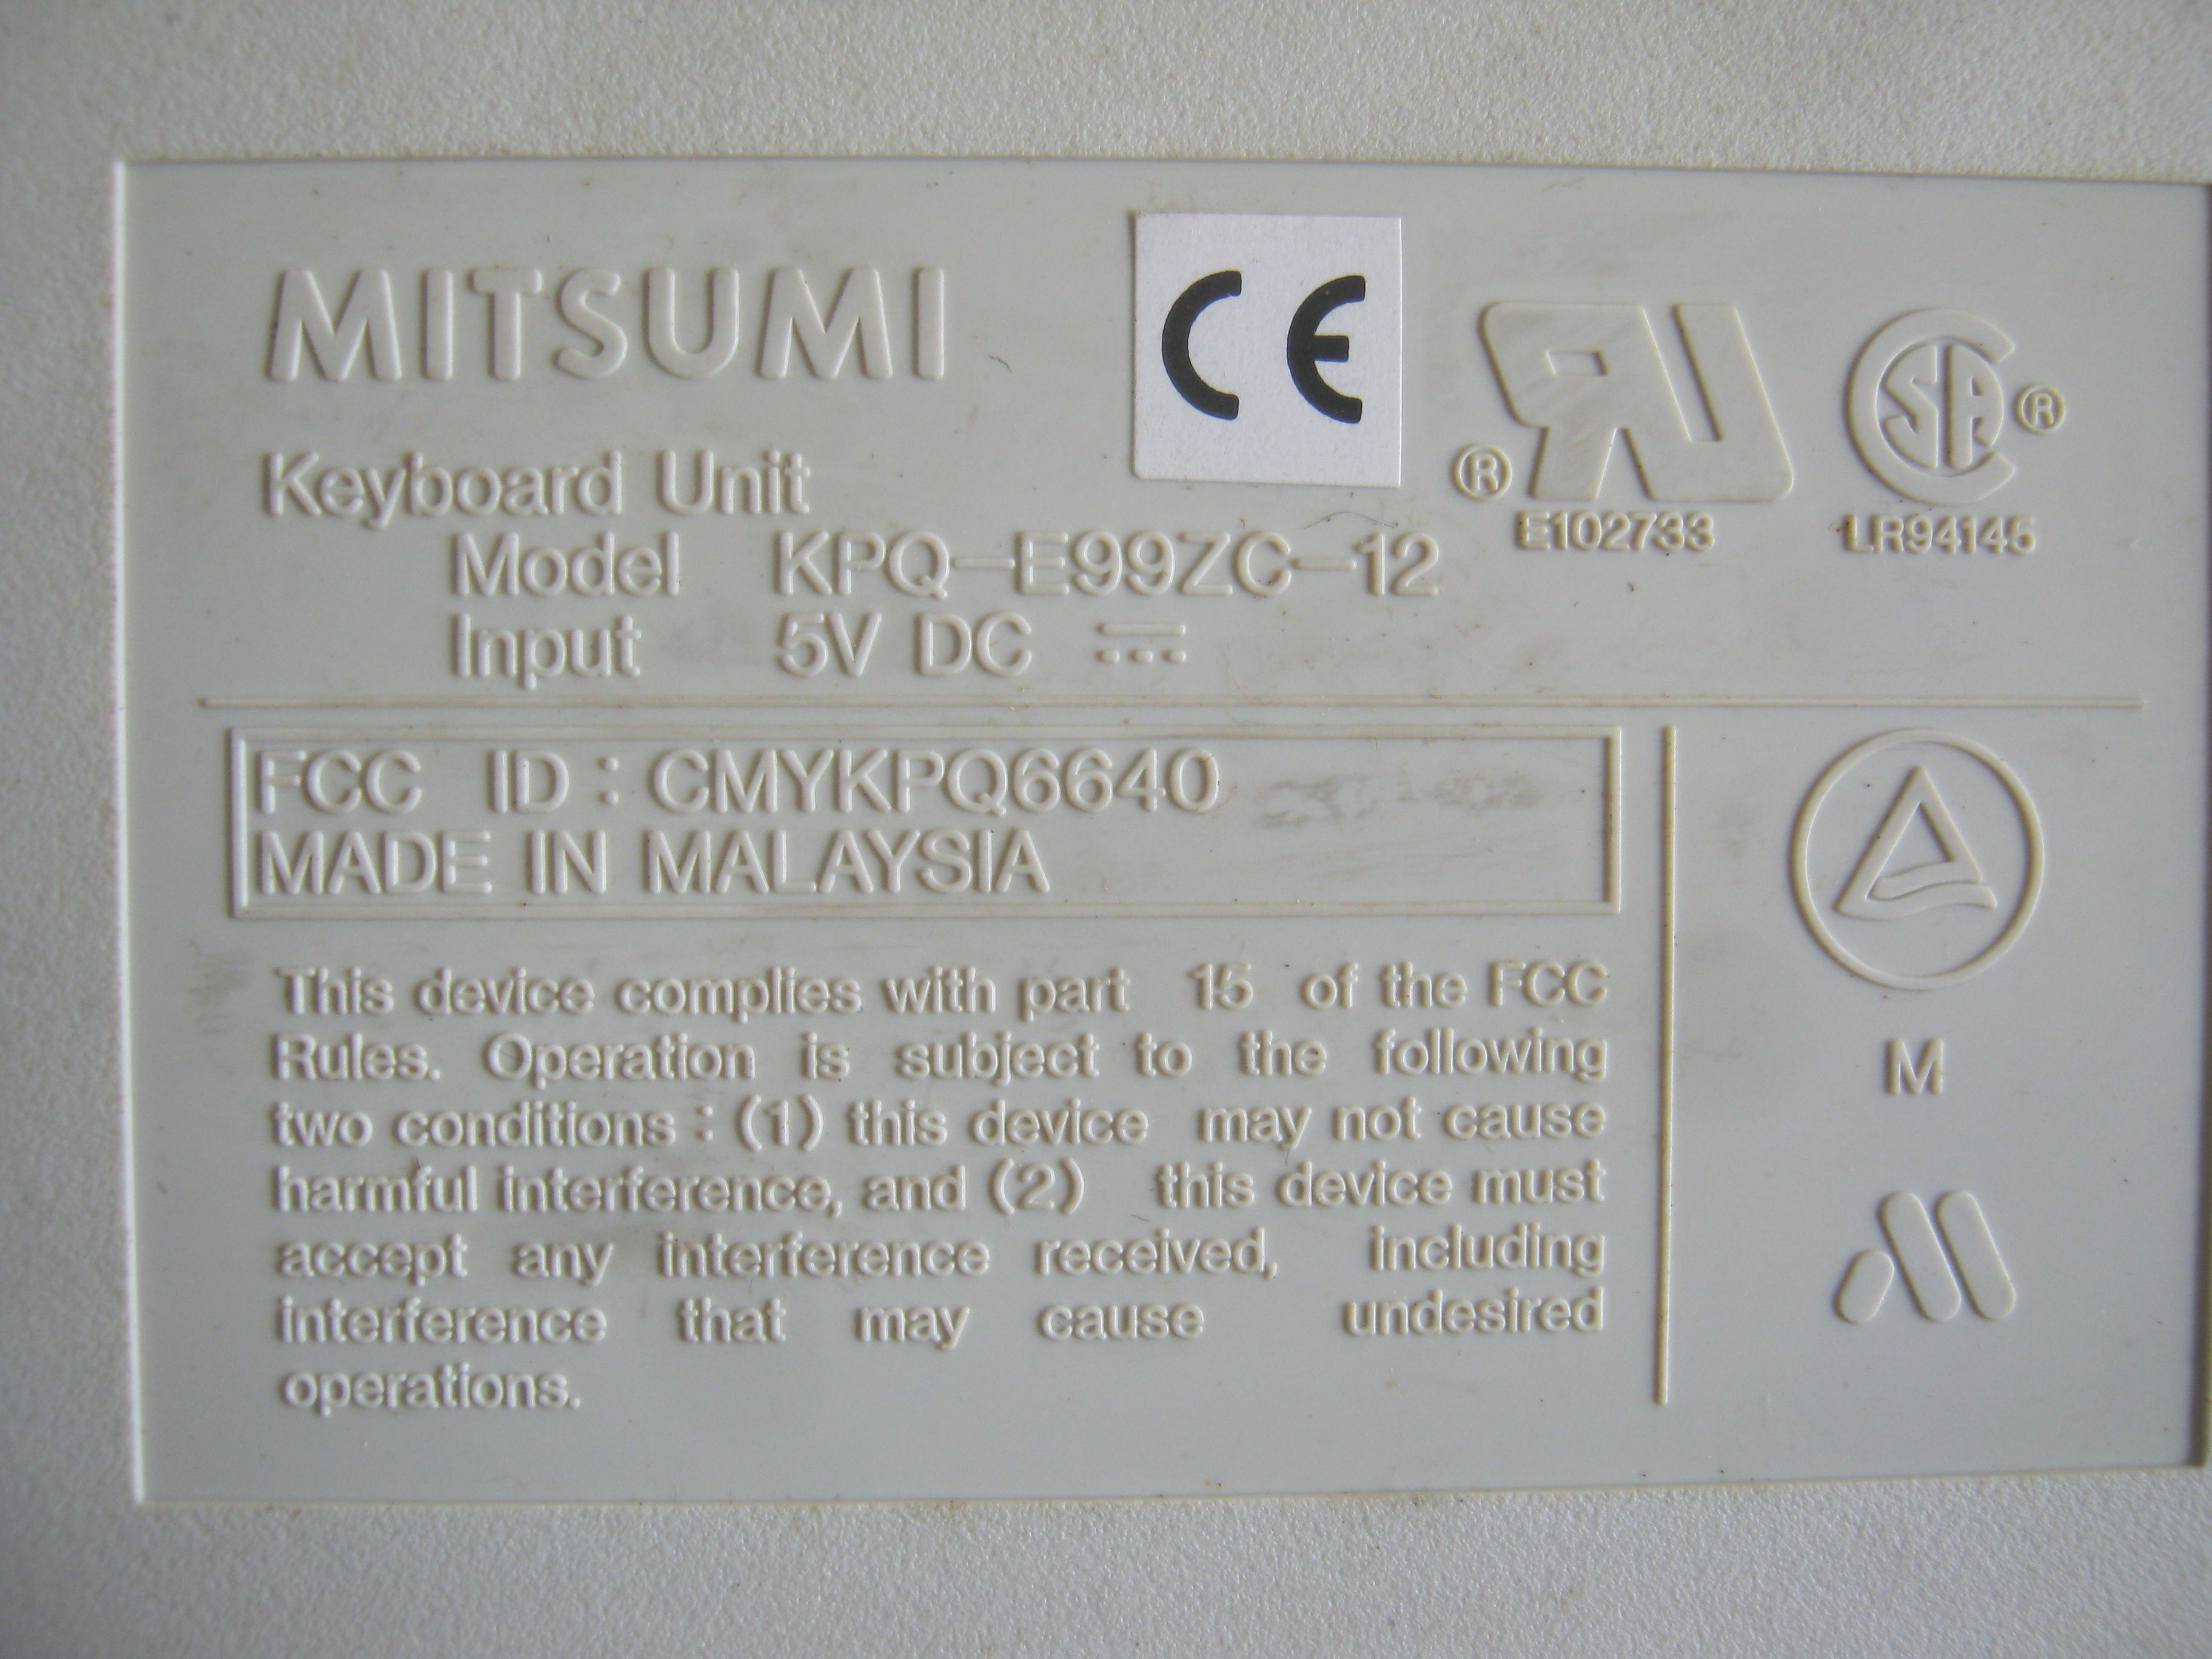 MITSUMI
CE
Keyboard Unit
Model KPQ-E99ZC-12
Input 5V DC
® RU
E102733
CSA ®
LR94145
FCC ID : CMYKPQ6640
MADE IN MALAYSIA
This device complies with part 15 of the FCC
Rules. Operation is subject to the following
two conditions : (1) this device may not cause
harmful interference, and (2) this device must
accept any interference received, including
interference that may cause undesired
operations.
M